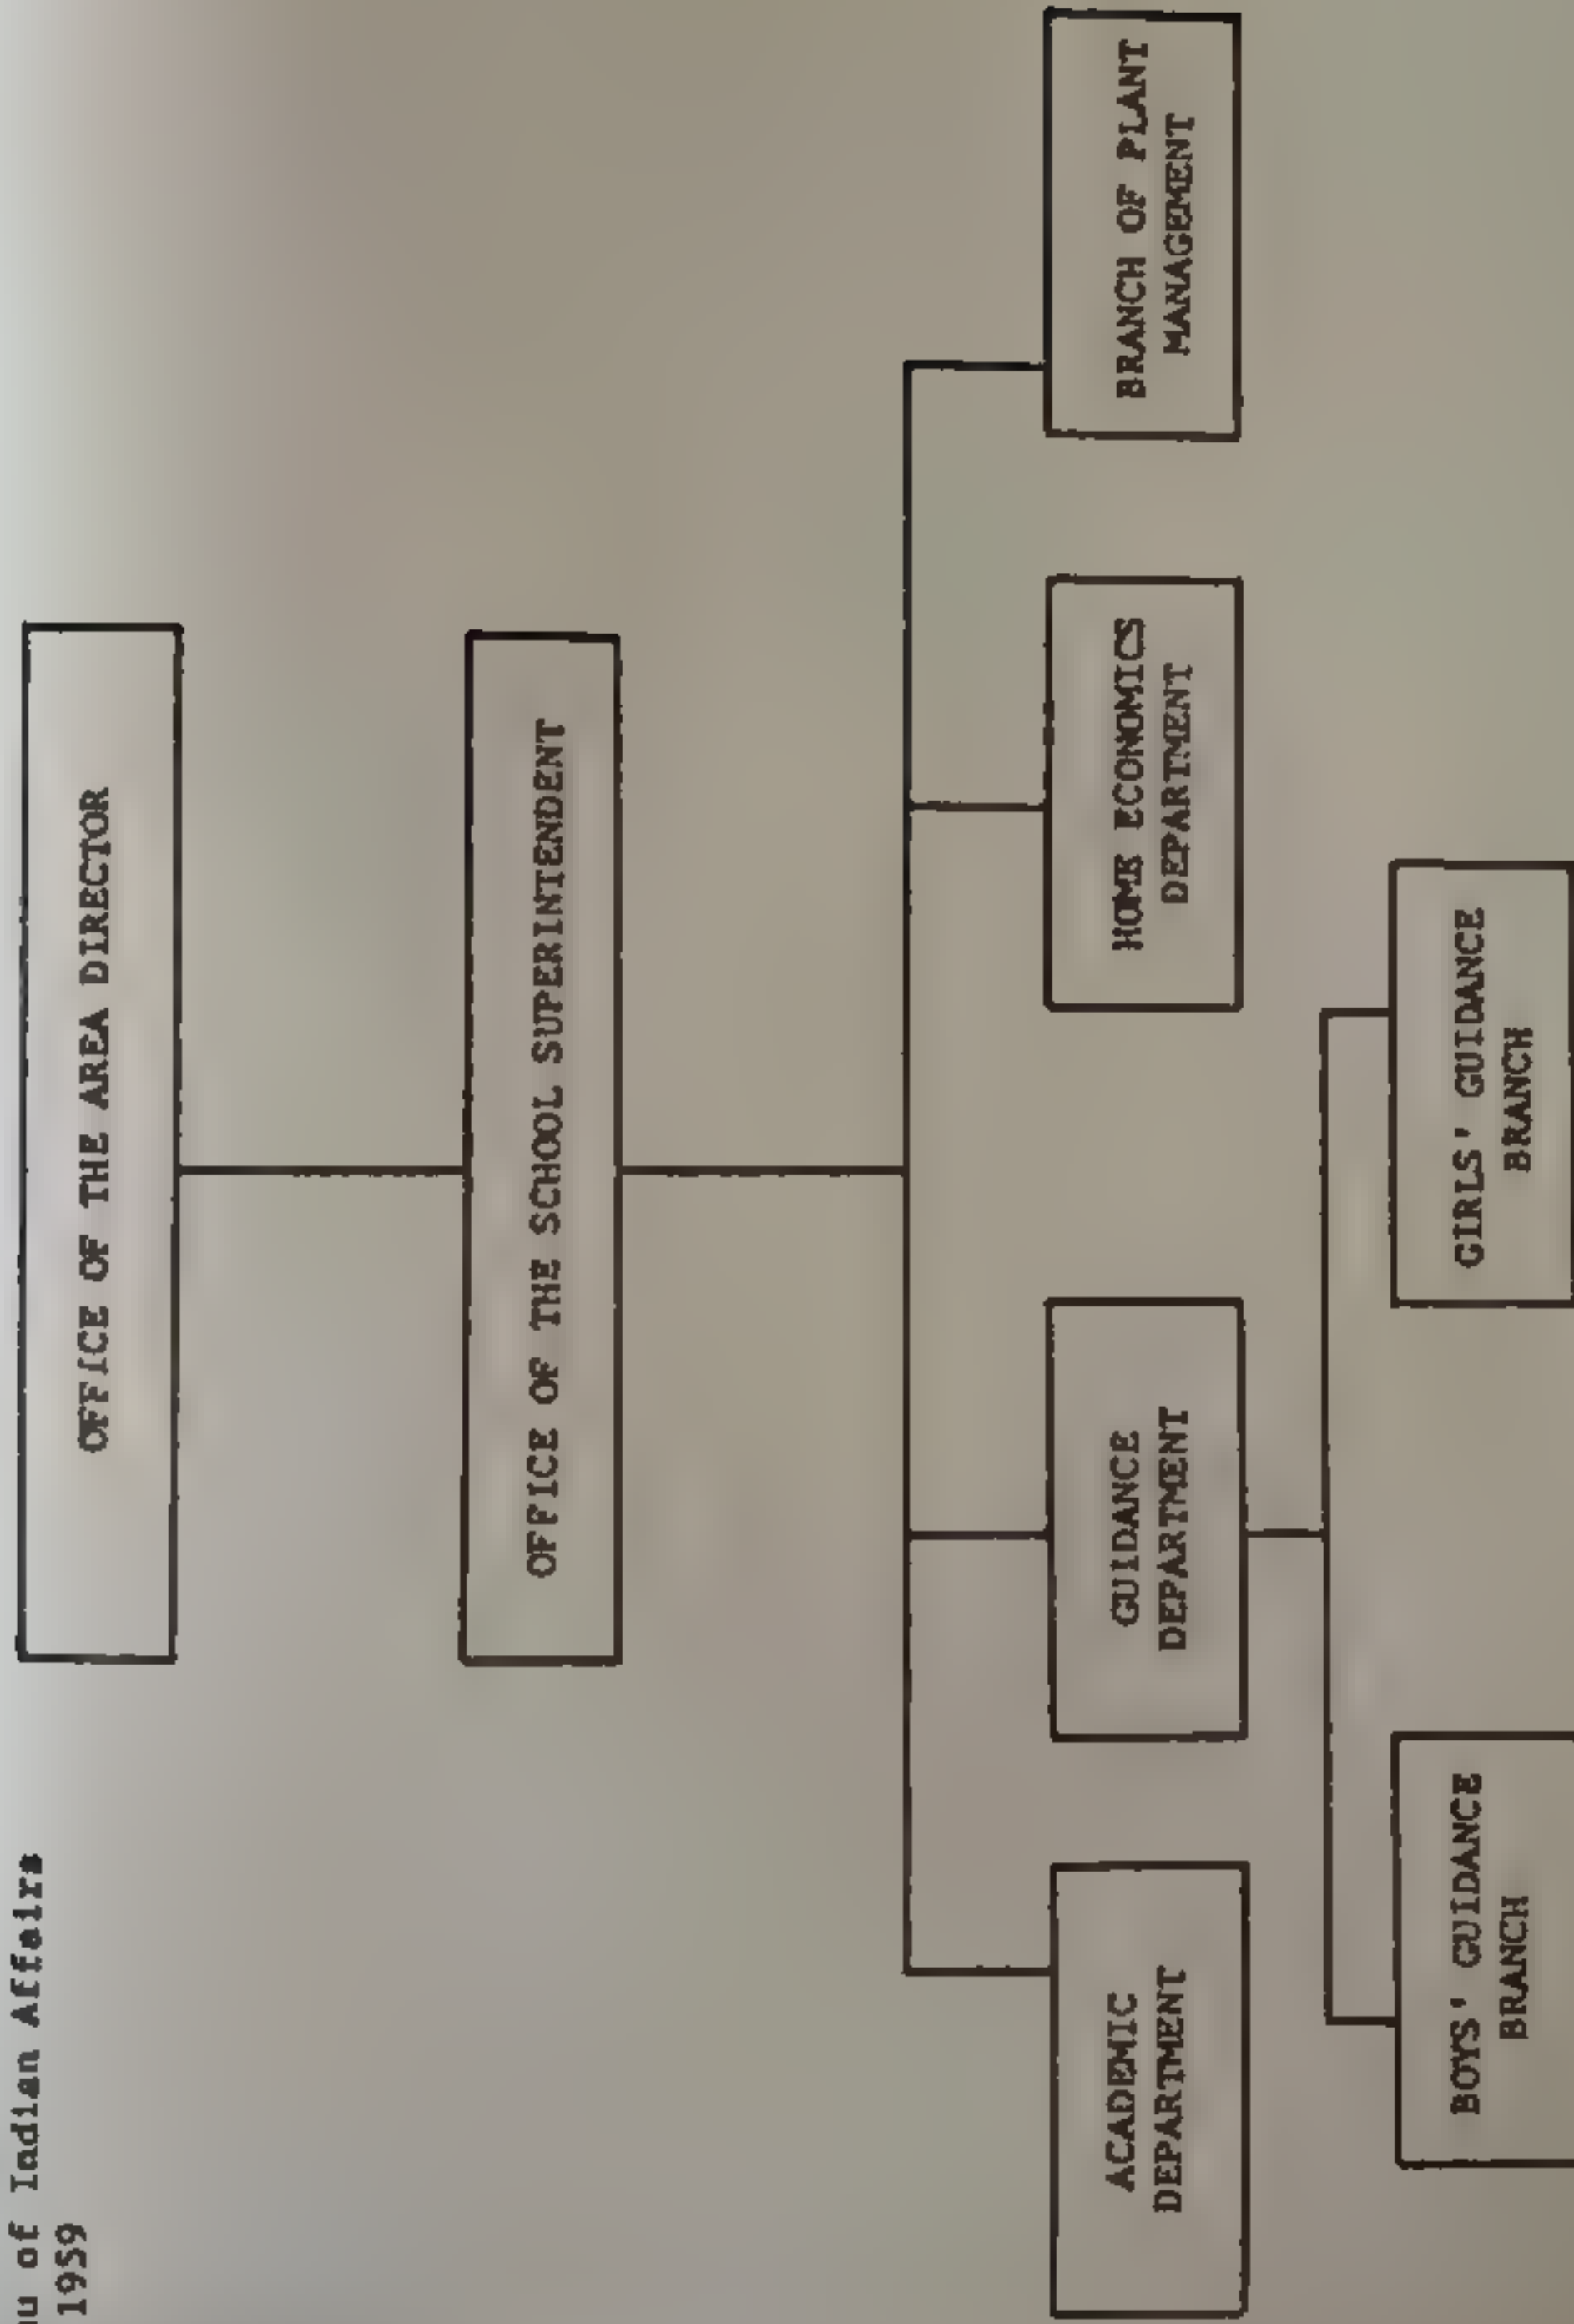 of Indian Affairs
1959
OFFICE OF THE AREA DIRECTOR
OFFICE OF THE SCHOOL SUPERINTENDENT
ACADEMIC
DEPARTMENT
GUIDANCE
DEPARTMENT
HOME ECONOMICS
DEPARTMENT
BRANCH OF PLANT
MANAGEMENT
BOYS' GUIDANCE
BRANCH
GIRLS' GUIDANCE
BRANCH